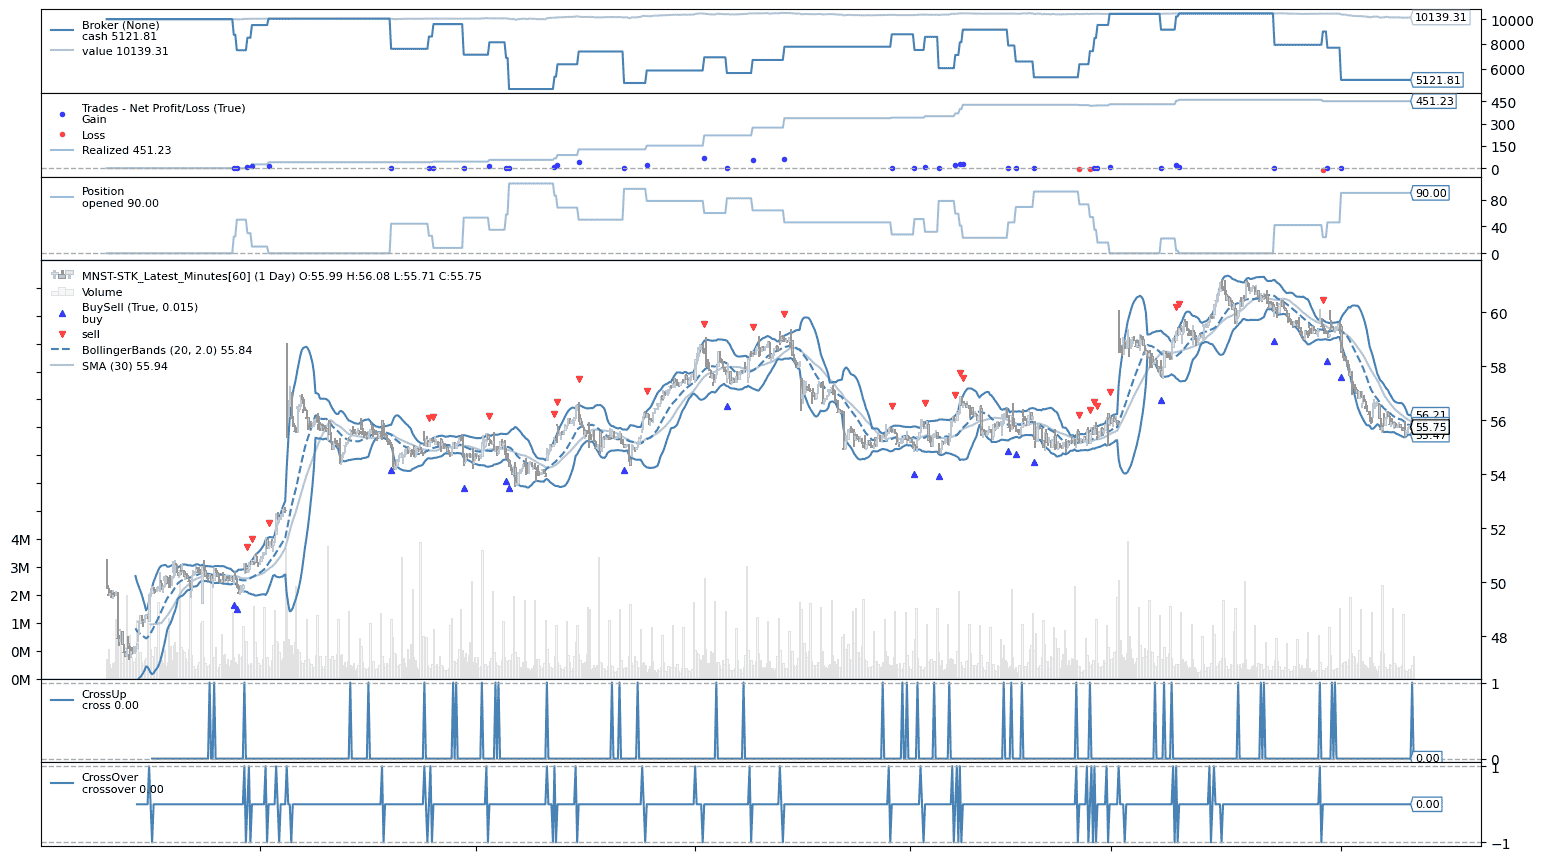 Broker (None)
cash 5121.81
value 10139.31
10139.31
5121.81
10000
8000
6000
Trades - Net Profit/Loss (True)
Gain
Loss
Realized 451.23
451.23
450
300
150
0
Position
opened 90.00
90.00
80
40
0
MNST-STK_Latest_Minutes[60] (1 Day) O:55.99 H:56.08 L:55.71 C:55.75
Volume
BuySell (True, 0.015)
buy
sell
BollingerBands (20, 2.0) 55.84
SMA (30) 55.94
60
58
56
54
52
50
48
56.21
55.75
55.47
4M
3M
2M
1M
0M
0M
CrossUp
cross 0.00
1
0
0.00
CrossOver
crossover 0.00
1
0.00
−1